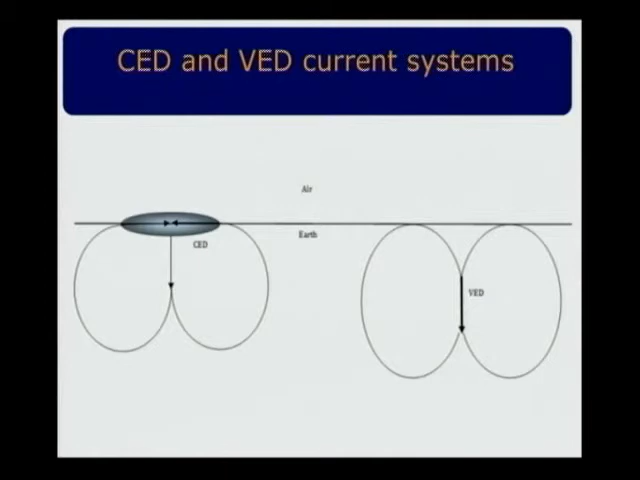 CED and VED current systems
Air
Earth
CED
VED